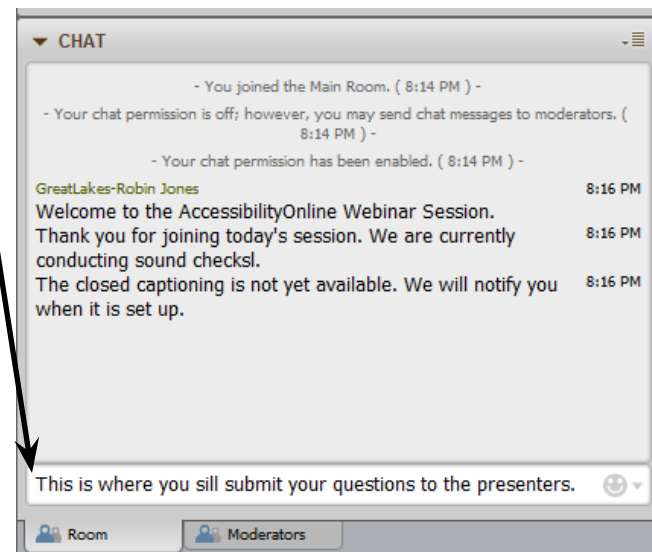 CHAT
- You joined the Main Room. ( 8:14 PM ) -
- Your chat permission is off; however, you may send chat messages to moderators. (
8:14 PM ) -
- Your chat permission has been enabled. ( 8:14 PM ) -
GreatLakes-Robin Jones 8:16 PM
Welcome to the AccessibilityOnline Webinar Session.
Thank you for joining today's session. We are currently 8:16 PM
conducting sound checksl.
The closed captioning is not yet available. We will notify you 8:16 PM
when it is set up.
This is where you sill submit your questions to the presenters.
Room Moderators